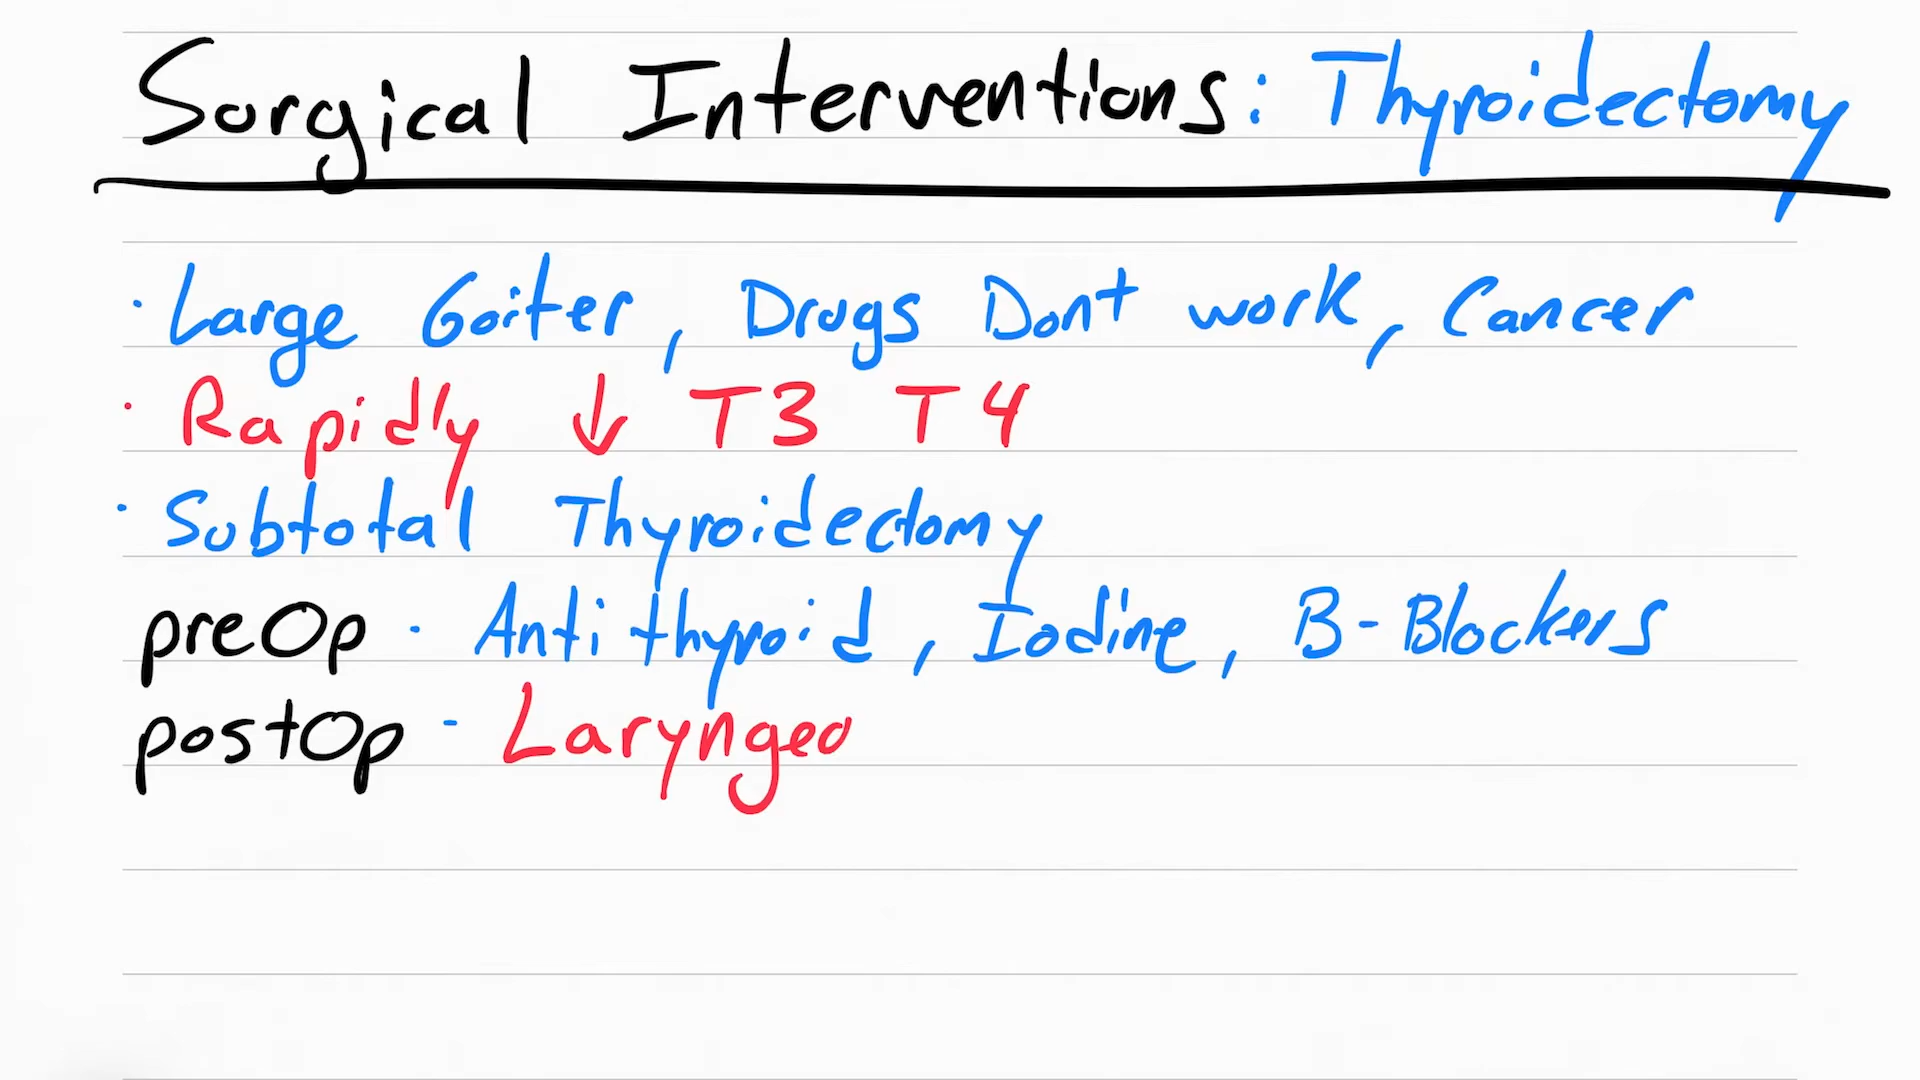 Surgical Interventions: Thyroidectomy
· Large Goiter, Drugs Dont work, Cancer
· Rapidly ↓ T3 T4
· Subtotal Thyroidectomy
preOp · Antithyroid, Iodine, B-Blockers
postOp - Laryngeo